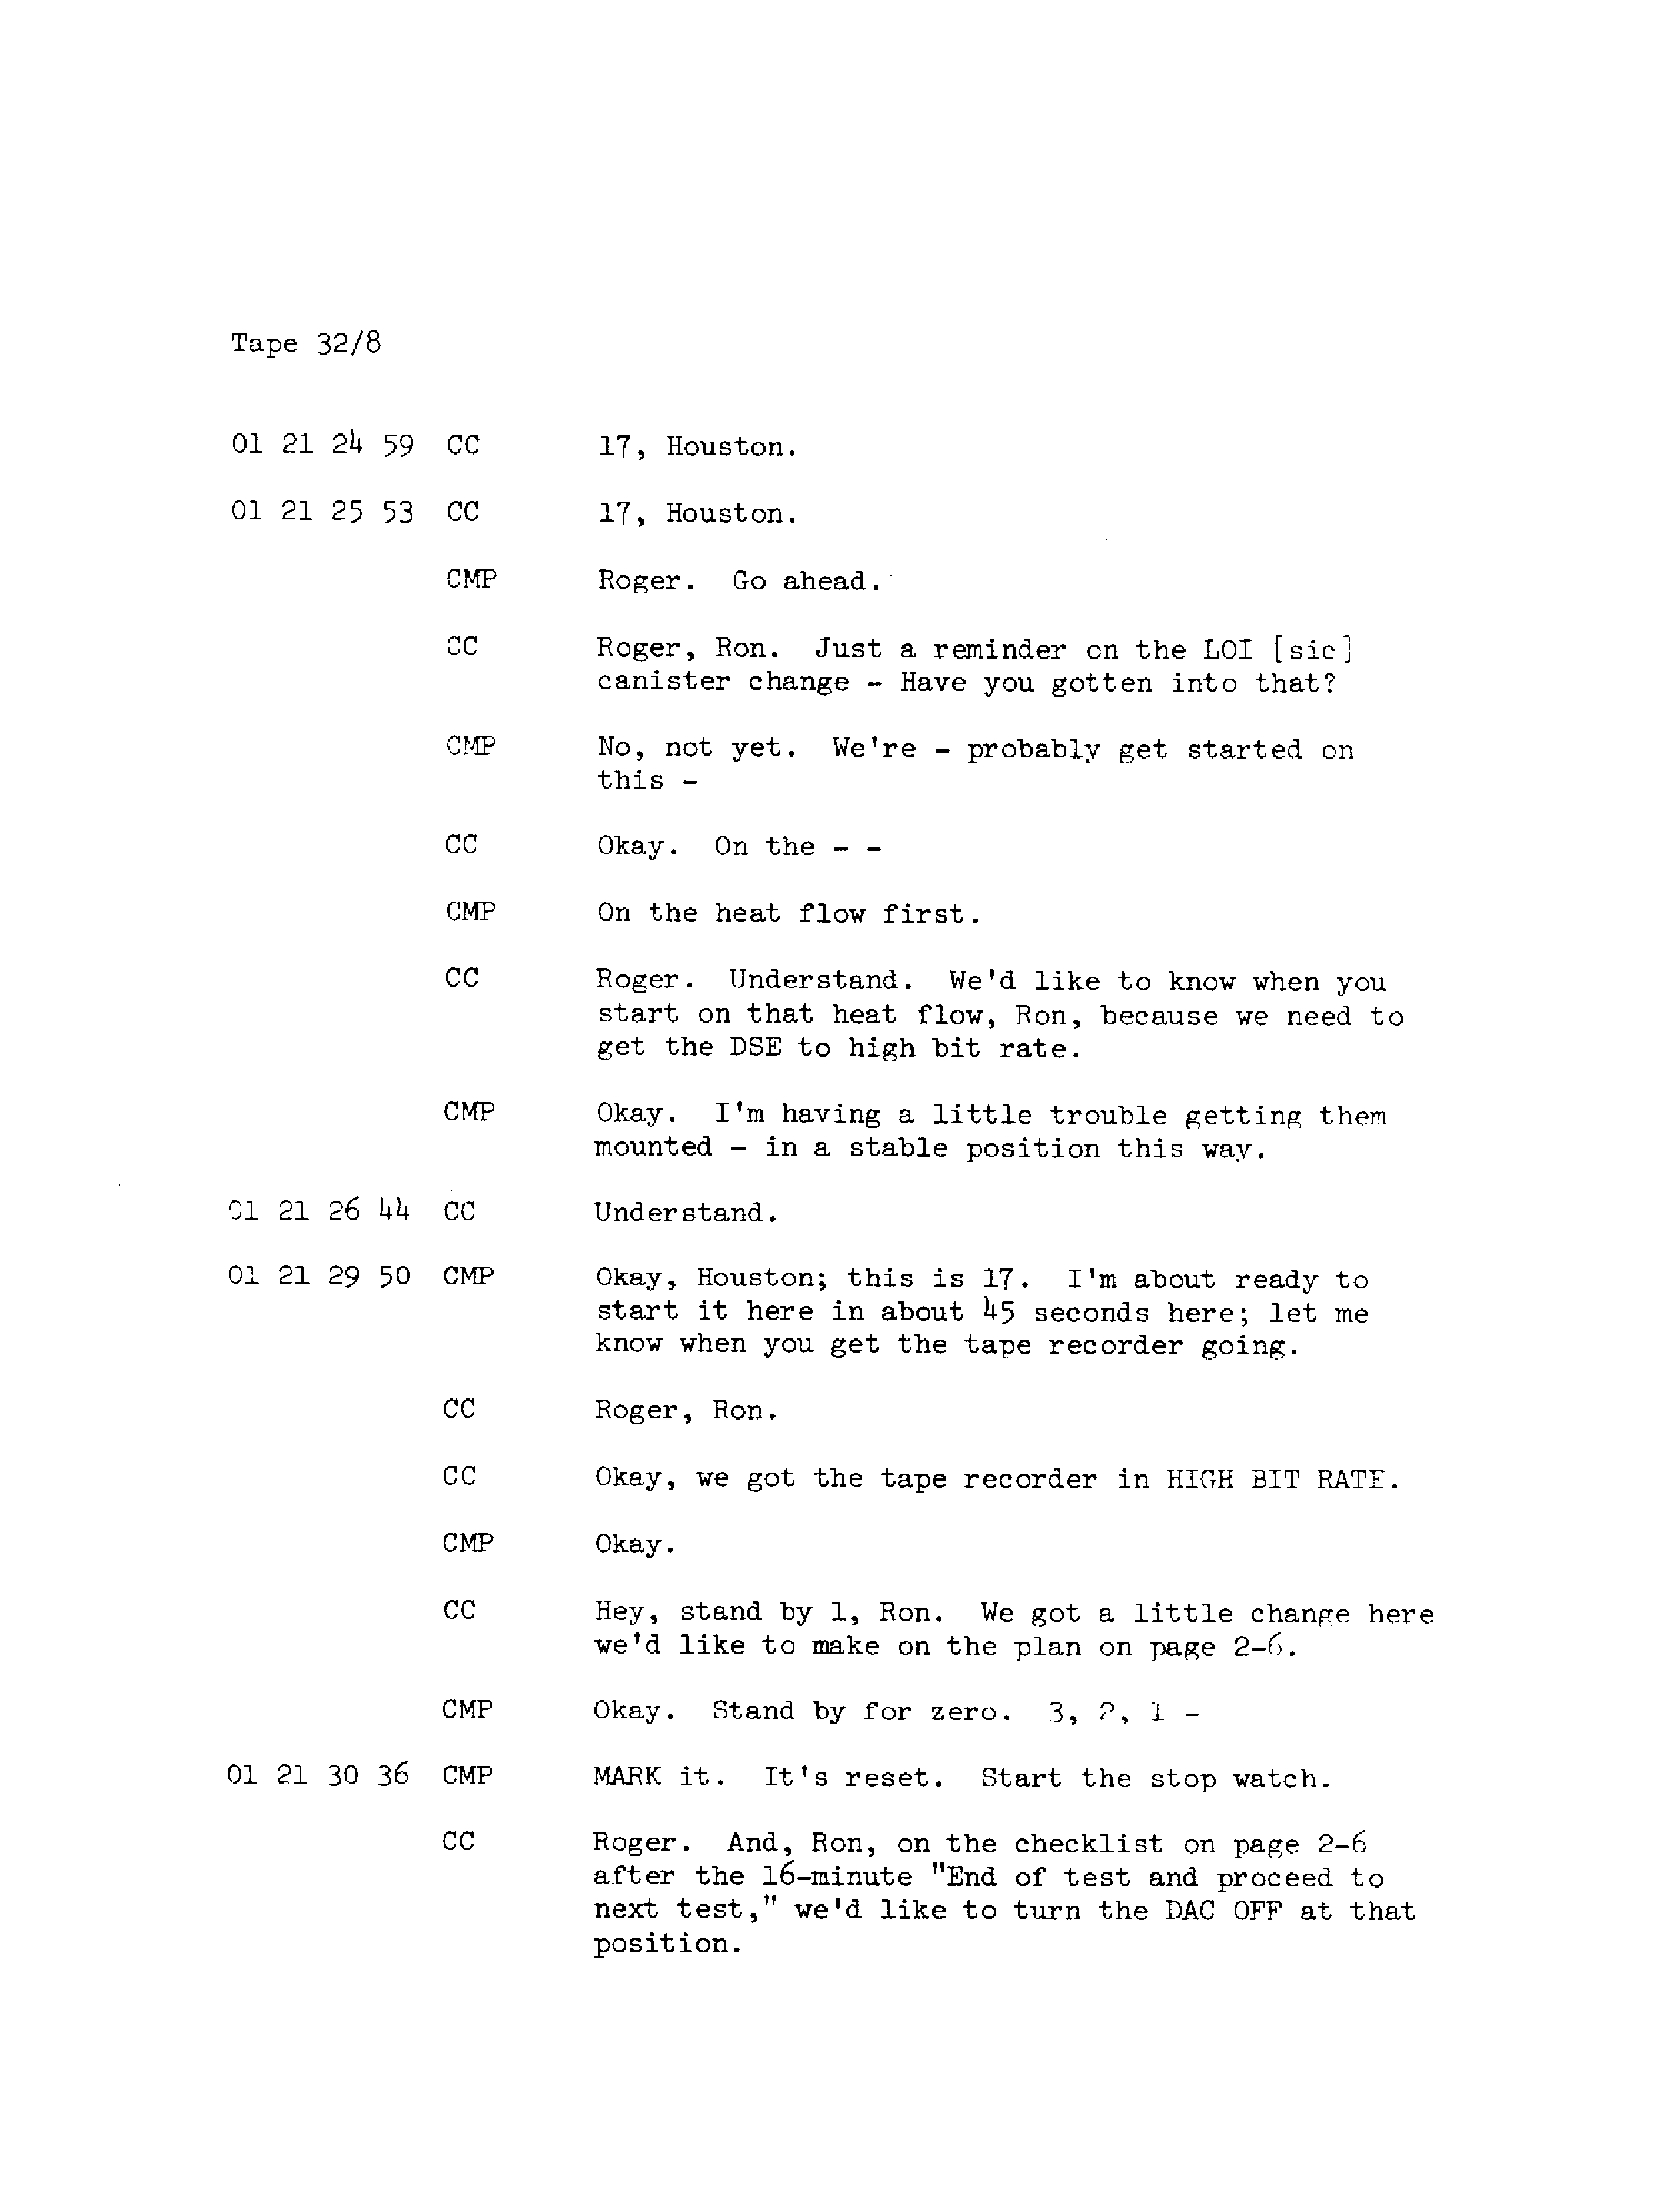 Tape 32/8
01 21 24 59 CC 17, Houston.
01 21 25 53 CC 17, Houston.
CMP Roger. Go ahead.
CC Roger, Ron. Just a reminder on the LOI [sic]
canister change - Have you gotten into that?
CMP No, not yet. We're - probably get started on
this -
CC Okay. On the - -
CMP On the heat flow first.
CC Roger. Understand. We'd like to know when you
start on that heat flow, Ron, because we need to
get the DSE to high bit rate.
CMP Okay. I'm having a little trouble getting them
mounted - in a stable position this way.
01 21 26 44 CC Understand.
01 21 29 50 CMP Okay, Houston; this is 17. I'm about ready to
start it here in about 45 seconds here; let me
know when you get the tape recorder going.
CC Roger, Ron.
CC Okay, we got the tape recorder in HIGH BIT RATE.
CMP Okay.
CC Hey, stand by 1, Ron. We got a little change here
we'd like to make on the plan on page 2-6.
CMP Okay. Stand by for zero. 3, 2, 1 -
01 21 30 36 CMP MARK it. It's reset. Start the stop watch.
CC Roger. And, Ron, on the checklist on page 2-6
after the 16-minute "End of test and proceed to
next test," we'd like to turn the DAC OFF at that
position.